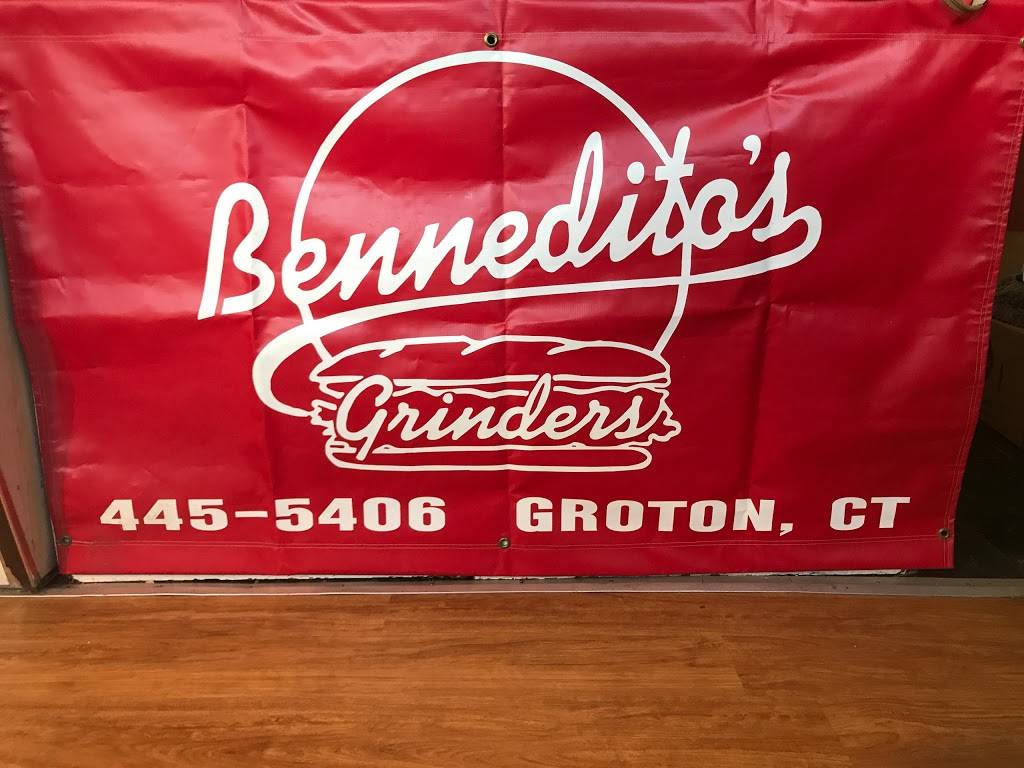 Bennedito's
Grinders
445-5406 GROTON, CT